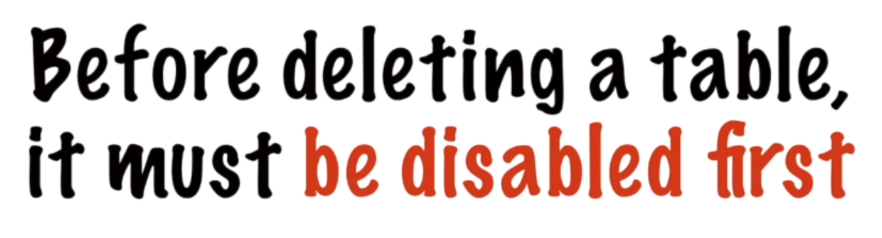 Before deleting a table,
it must be disabled first